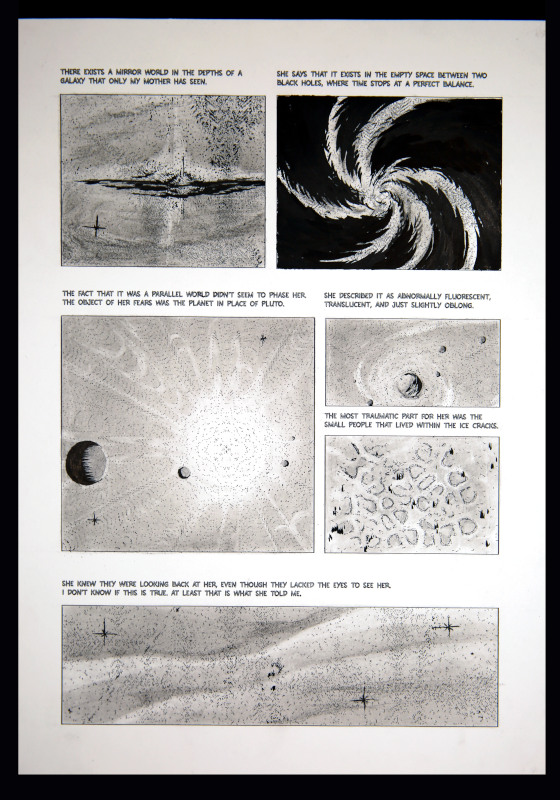 THERE EXISTS A MIRROR WORLD IN THE DEPTHS OF A
GALAXY THAT ONLY MY MOTHER HAS SEEN.
SHE SAYS THAT IT EXISTS IN THE EMPTY SPACE BETWEEN TWO
BLACK HOLES, WHERE TIME STOPS AT A PERFECT BALANCE.
THE FACT THAT IT WAS A PARALLEL WORLD DIDN'T SEEM TO PHASE HER.
THE OBJECT OF HER FEARS WAS THE PLANET IN PLACE OF PLUTO.
SHE DESCRIBED IT AS ABNORMALLY FLUORESCENT,
TRANSLUCENT, AND JUST SLIGHTLY OBLONG.
THE MOST TRAUMATIC PART FOR HER WAS THE
SMALL PEOPLE THAT LIVED WITHIN THE ICE CRACKS.
SHE KNEW THEY WERE LOOKING BACK AT HER, EVEN THOUGH THEY LACKED THE EYES TO SEE HER.
I DON'T KNOW IF THIS IS TRUE. AT LEAST THAT IS WHAT SHE TOLD ME.